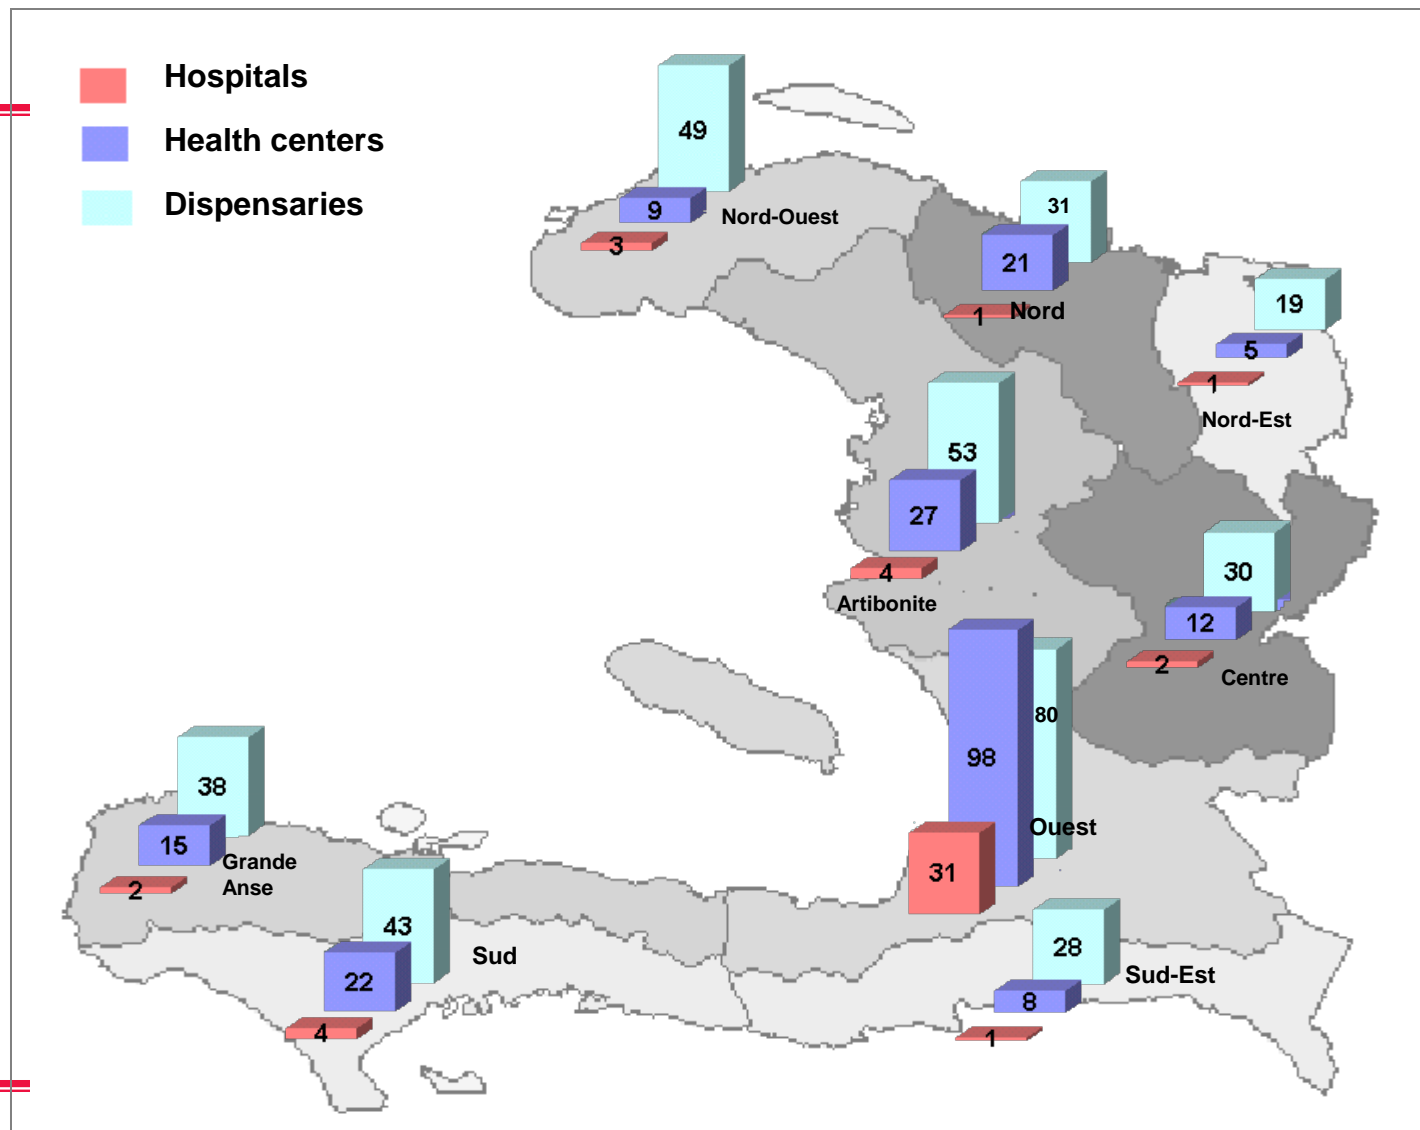 Hospitals
Health centers
Dispensaries
49
9
3
Nord-Ouest
31
21
1
Nord
19
5
1
Nord-Est
53
27
4
Artibonite
30
12
2
Centre
80
98
31
Ouest
38
15
2
Grande
Anse
43
22
4
Sud
28
8
1
Sud-Est